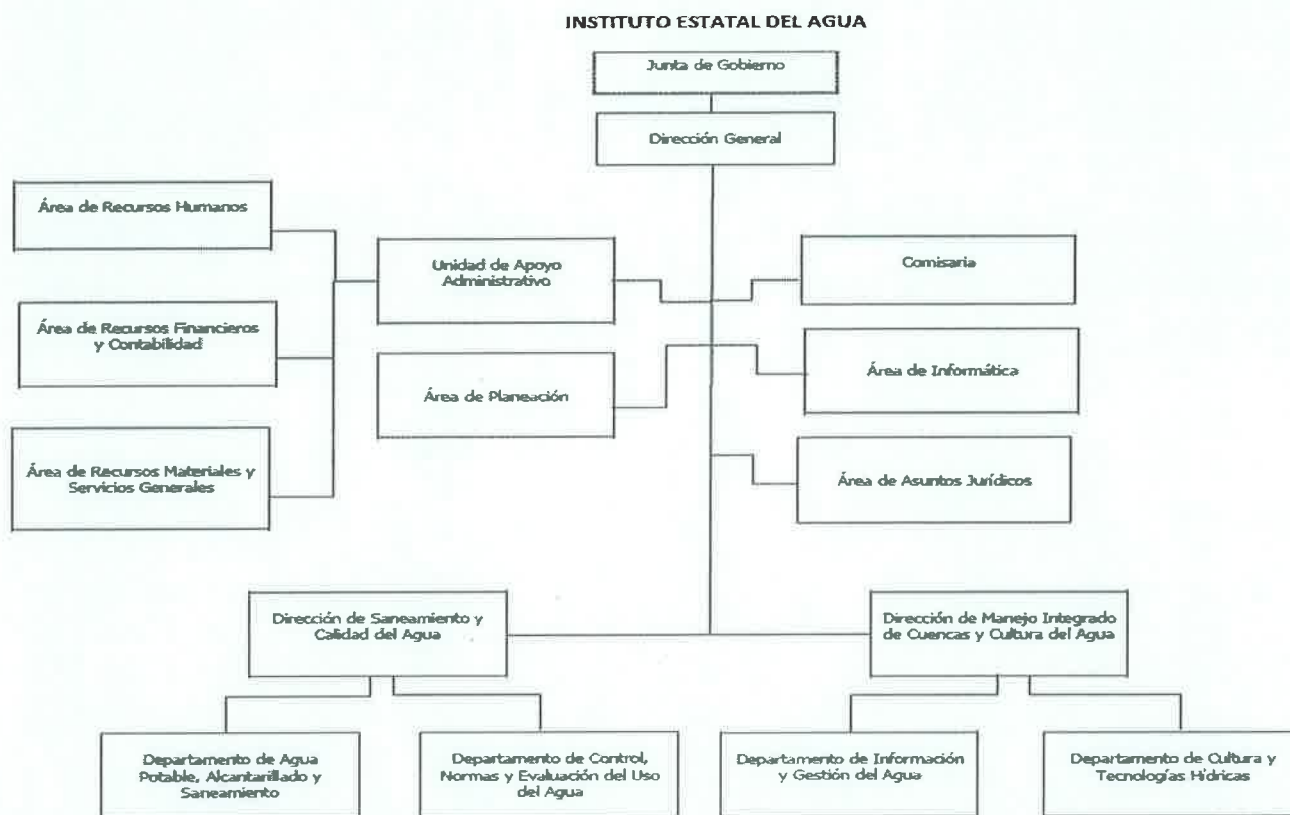 INSTITUTO ESTATAL DEL AGUA
Junta de Gobierno
Dirección General
Área de Recursos Humanos
Unidad de Apoyo
Administrativo
Comisaria
Área de Recursos Financieros
y Contabilidad
Área de Planeación
Área de Informática
Área de Recursos Materiales y
Servicios Generales
Área de Asuntos Jurídicos
Dirección de Saneamiento y
Calidad del Agua
Dirección de Manejo Integrado
de Cuencas y Cultura del Agua
Departamento de Agua
Potable, Alcantarillado y
Saneamiento
Departamento de Control,
Normas y Evaluación del Uso
del Agua
Departamento de Información
y Gestión del Agua
Departamento de Cultura y
Tecnologías Hídricas